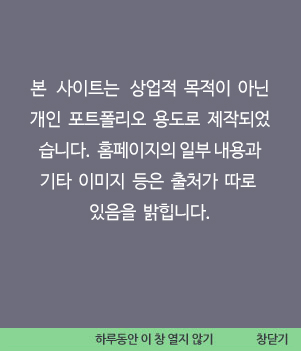 본 사이트는 상업적 목적이 아닌
개인 포트폴리오 용도로 제작되었
습니다. 홈페이지의 일부 내용과
기타 이미지 등은 출처가 따로
있음을 밝힙니다.
하루동안 이 창 열지 않기 창닫기